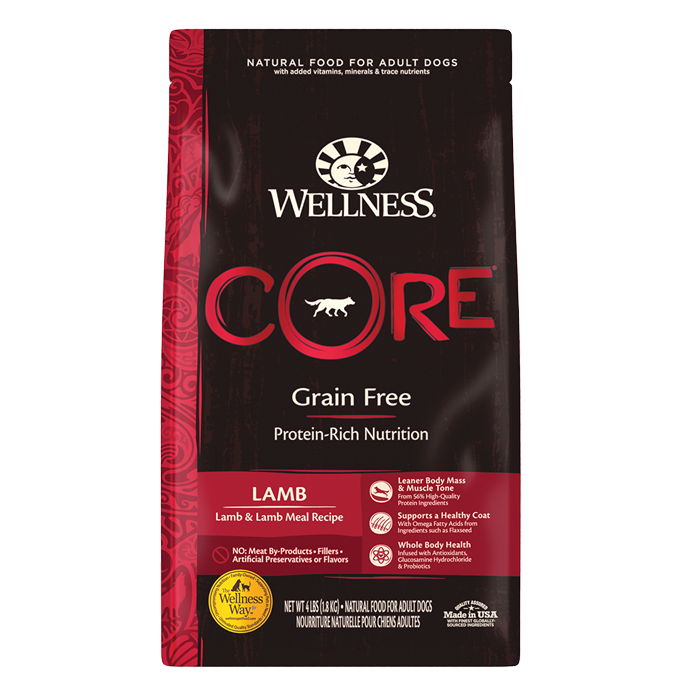 NATURAL FOOD FOR ADULT DOGS
with added vitamins, minerals & trace nutrients
WELLNESS®
CORE®
Grain Free
Protein-Rich Nutrition
LAMB
Lamb & Lamb Meal Recipe
NO: Meat By-Products • Fillers •
Artificial Preservatives or Flavors
Leaner Body Mass
& Muscle Tone
From 56% High-Quality
Protein Ingredients
Supports a Healthy Coat
With Omega Fatty Acids from
Ingredients such as Flaxseed
Whole Body Health
Infused with Antioxidants,
Glucosamine Hydrochloride
& Probiotics
The
Wellness
Way
NET WT 4 LBS (1.8 KG) • NATURAL FOOD FOR ADULT DOGS
NOURRITURE NATURELLE POUR CHIENS ADULTES
QUALITY ASSURED
Made in USA
WITH FINEST GLOBALLY-
SOURCED INGREDIENTS